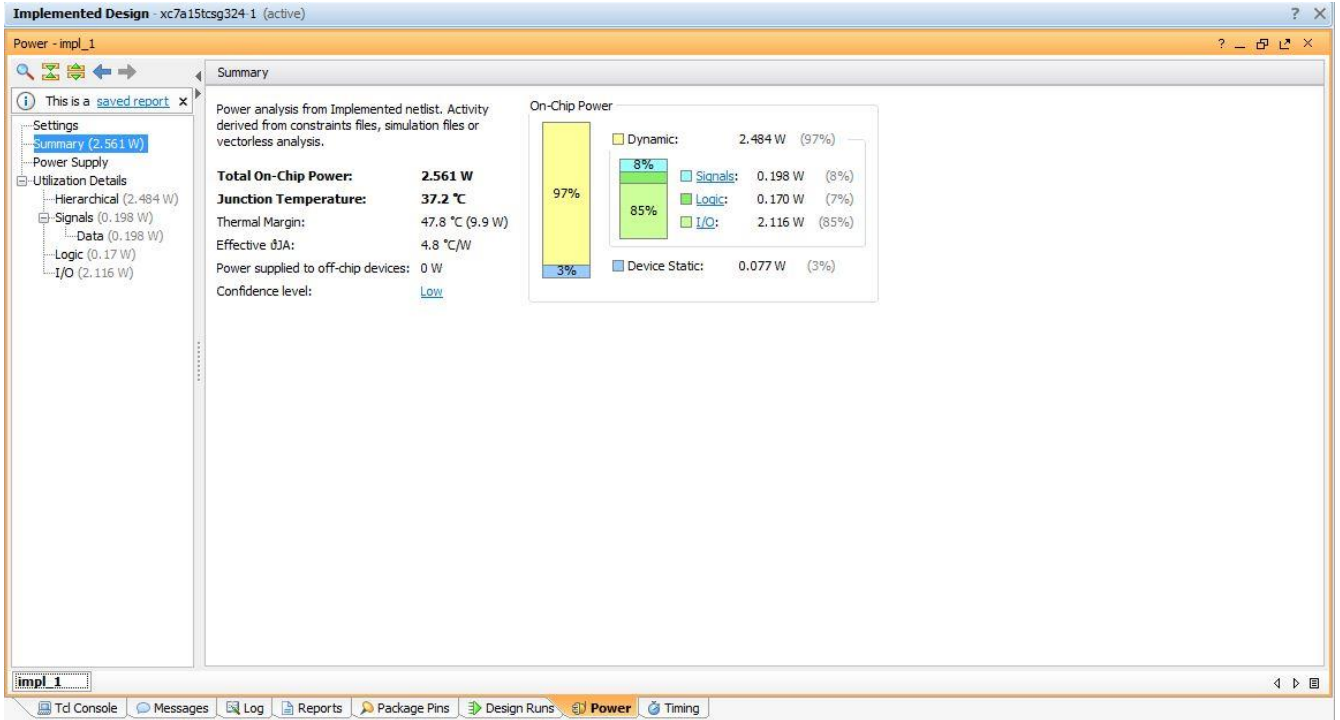 Implemented Design - xc7a15tcsg324-1 (active)
Power - impl_1
This is a saved report
Settings
Summary (2.561 W)
Power Supply
Utilization Details
Hierarchical (2.484 W)
Signals (0.198 W)
Data (0.198 W)
Logic (0.17 W)
I/O (2.116 W)
Summary
Power analysis from Implemented netlist. Activity
derived from constraints files, simulation files or
vectorless analysis.
Total On-Chip Power: 2.561 W
Junction Temperature: 37.2 °C
Thermal Margin: 47.8 °C (9.9 W)
Effective ϑJA: 4.8 °C/W
Power supplied to off-chip devices: 0 W
Confidence level: Low
On-Chip Power
97%
3%
Dynamic: 2.484 W (97%)
8%
85%
Signals: 0.198 W (8%)
Logic: 0.170 W (7%)
I/O: 2.116 W (85%)
Device Static: 0.077 W (3%)
impl_1
Tcl Console Messages Log Reports Package Pins Design Runs Power Timing